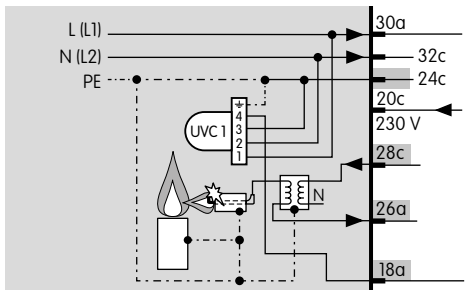 L (L1)
30a
N (L2)
32c
PE
24c
20c
230 V
UVC 1
4
3
2
1
28c
N
26a
18a